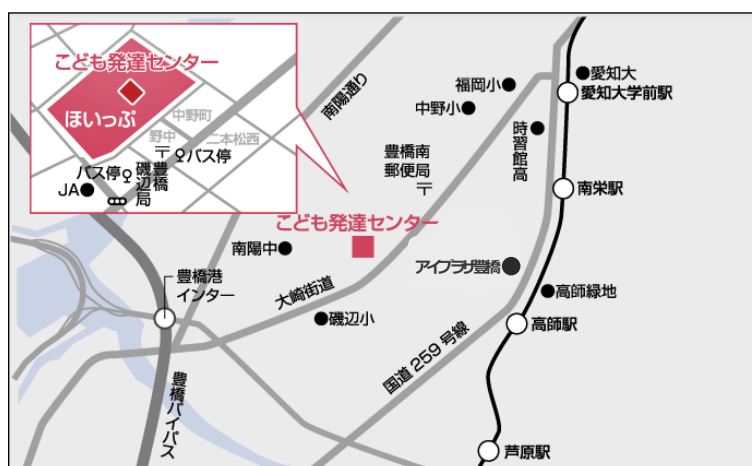 こども発達センター
ほいっぷ
中野町
野中
二本松西
〒
バス停
バス停
豊橋
磯辺局
JA
南陽通り
福岡小
中野小
愛知大
愛知大学前駅
時習館高
豊橋南
郵便局
〒
南栄駅
こども発達センター
南陽中
アイプラザ豊橋
豊橋港
インター
大崎街道
磯辺小
高師緑地
高師駅
国道259号線
豊橋バイパス
芦原駅